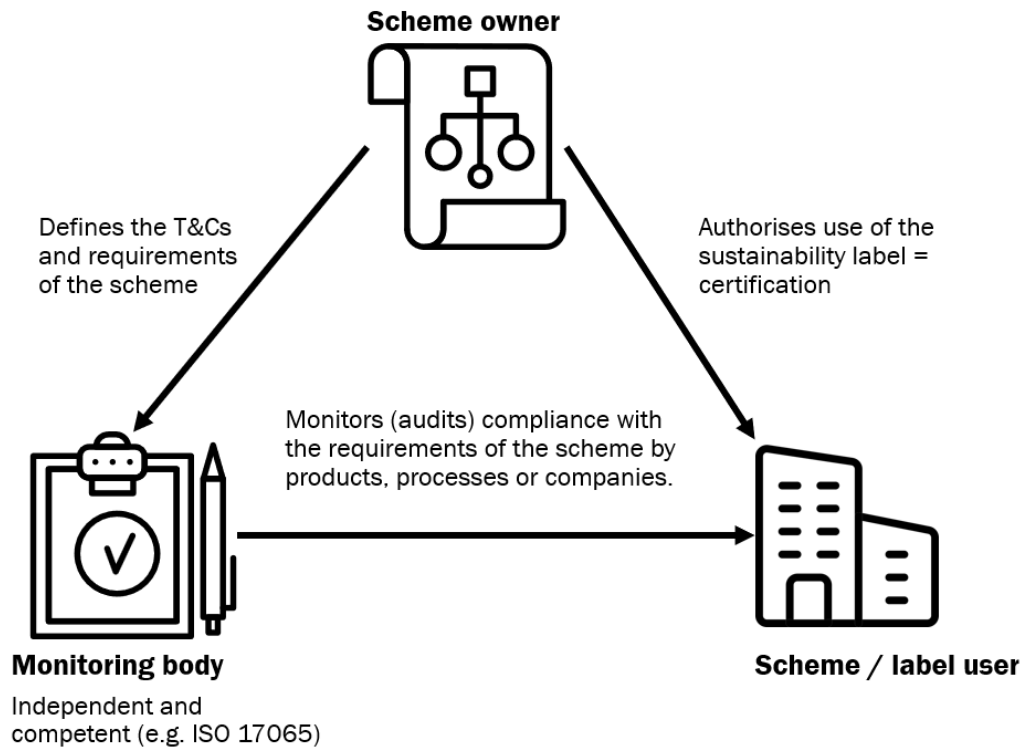 Scheme owner
Defines the T&Cs
and requirements
of the scheme
Authorises use of the
sustainability label =
certification
Monitors (audits) compliance with
the requirements of the scheme by
products, processes or companies.
Monitoring body
Independent and
competent (e.g. ISO 17065)
Scheme / label user